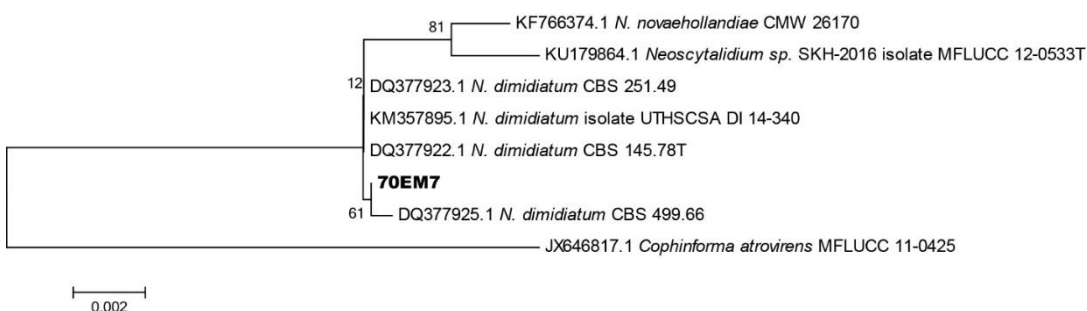 81
KF766374.1 N. novaehollandiae CMW 26170
KU179864.1 Neoscytalidium sp. SKH-2016 isolate MFLUCC 12-0533T
12
DQ377923.1 N. dimidiatum CBS 251.49
KM357895.1 N. dimidiatum isolate UTHSCSA DI 14-340
DQ377922.1 N. dimidiatum CBS 145.78T
70EM7
61
DQ377925.1 N. dimidiatum CBS 499.66
JX646817.1 Cophinforma atrovirens MFLUCC 11-0425
0.002